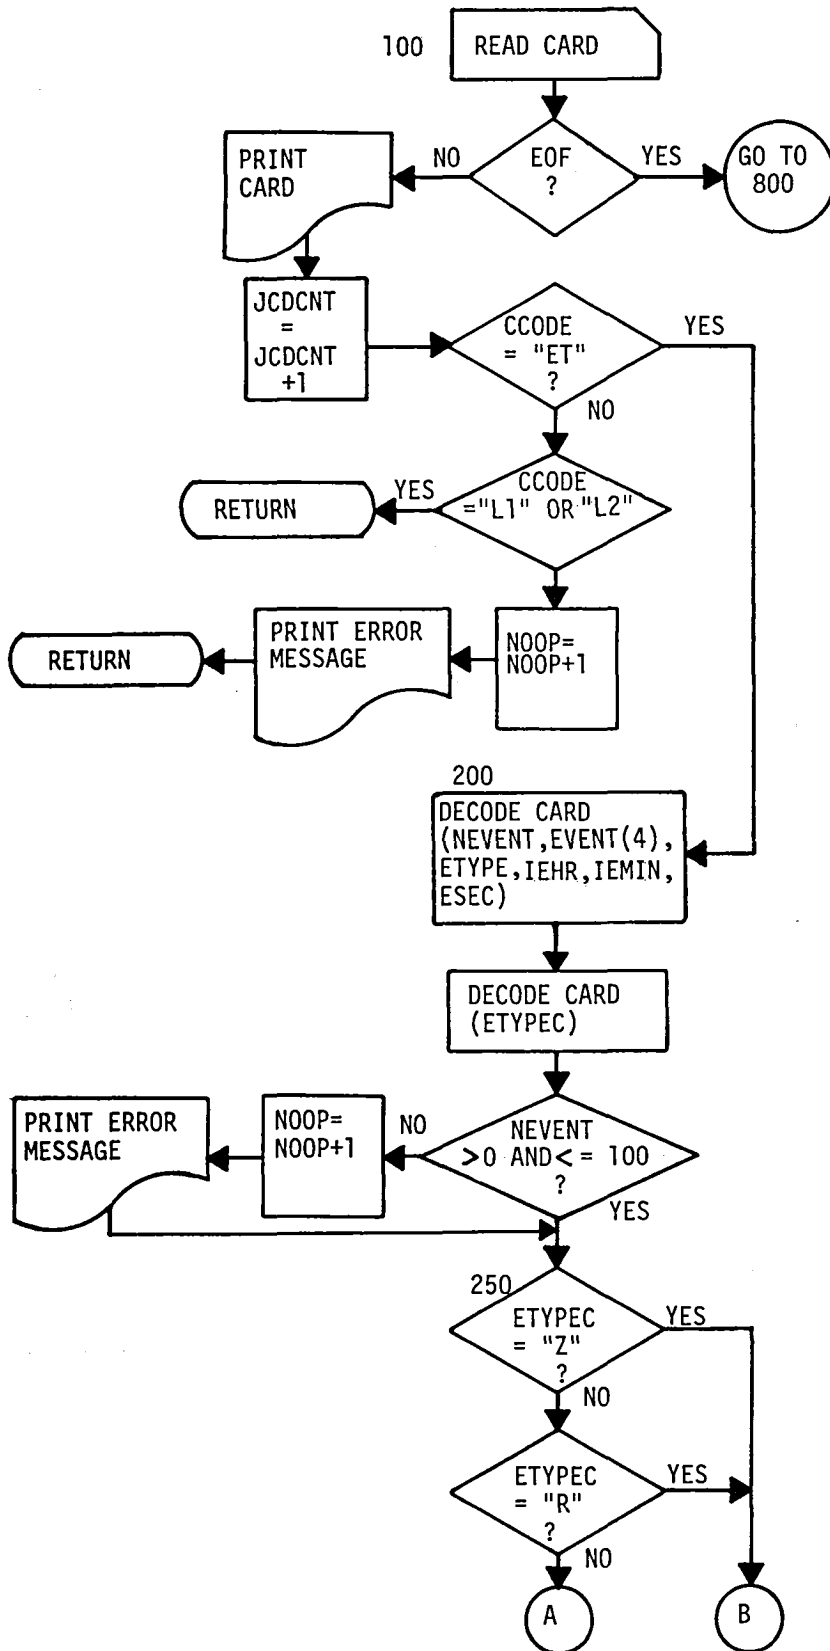 100
READ CARD
EOF
?
NO
YES
GO TO
800
PRINT
CARD
JCDCNT
=
JCDCNT
+1
CCODE
= "ET"
?
YES
NO
CCODE
="L1" OR "L2"
YES
RETURN
NOOP=
NOOP+1
PRINT ERROR
MESSAGE
RETURN
200
DECODE CARD
(NEVENT,EVENT(4),
ETYPE,IEHR,IEMIN,
ESEC)
DECODE CARD
(ETYPEC)
NEVENT
>0 AND<= 100
?
NO
YES
NOOP=
NOOP+1
PRINT ERROR
MESSAGE
250
ETYPEC
= "Z"
?
YES
NO
ETYPEC
= "R"
?
YES
NO
A
B